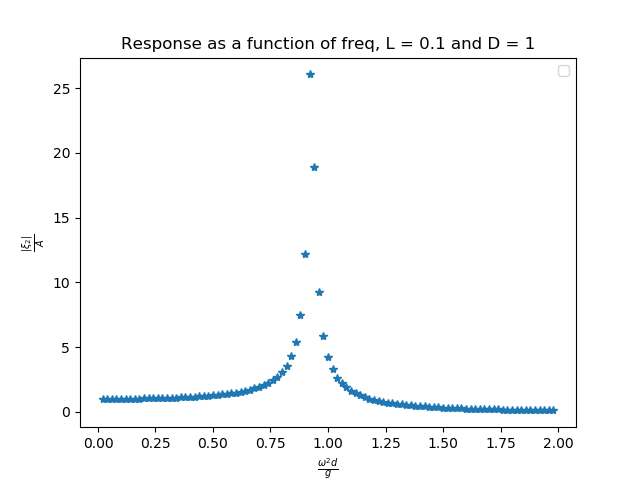 Response as a function of freq, L = 0.1 and D = 1
25
20
15
10
5
0
|ξ₂|/A
0.00 0.25 0.50 0.75 1.00 1.25 1.50 1.75 2.00
ω²d/g